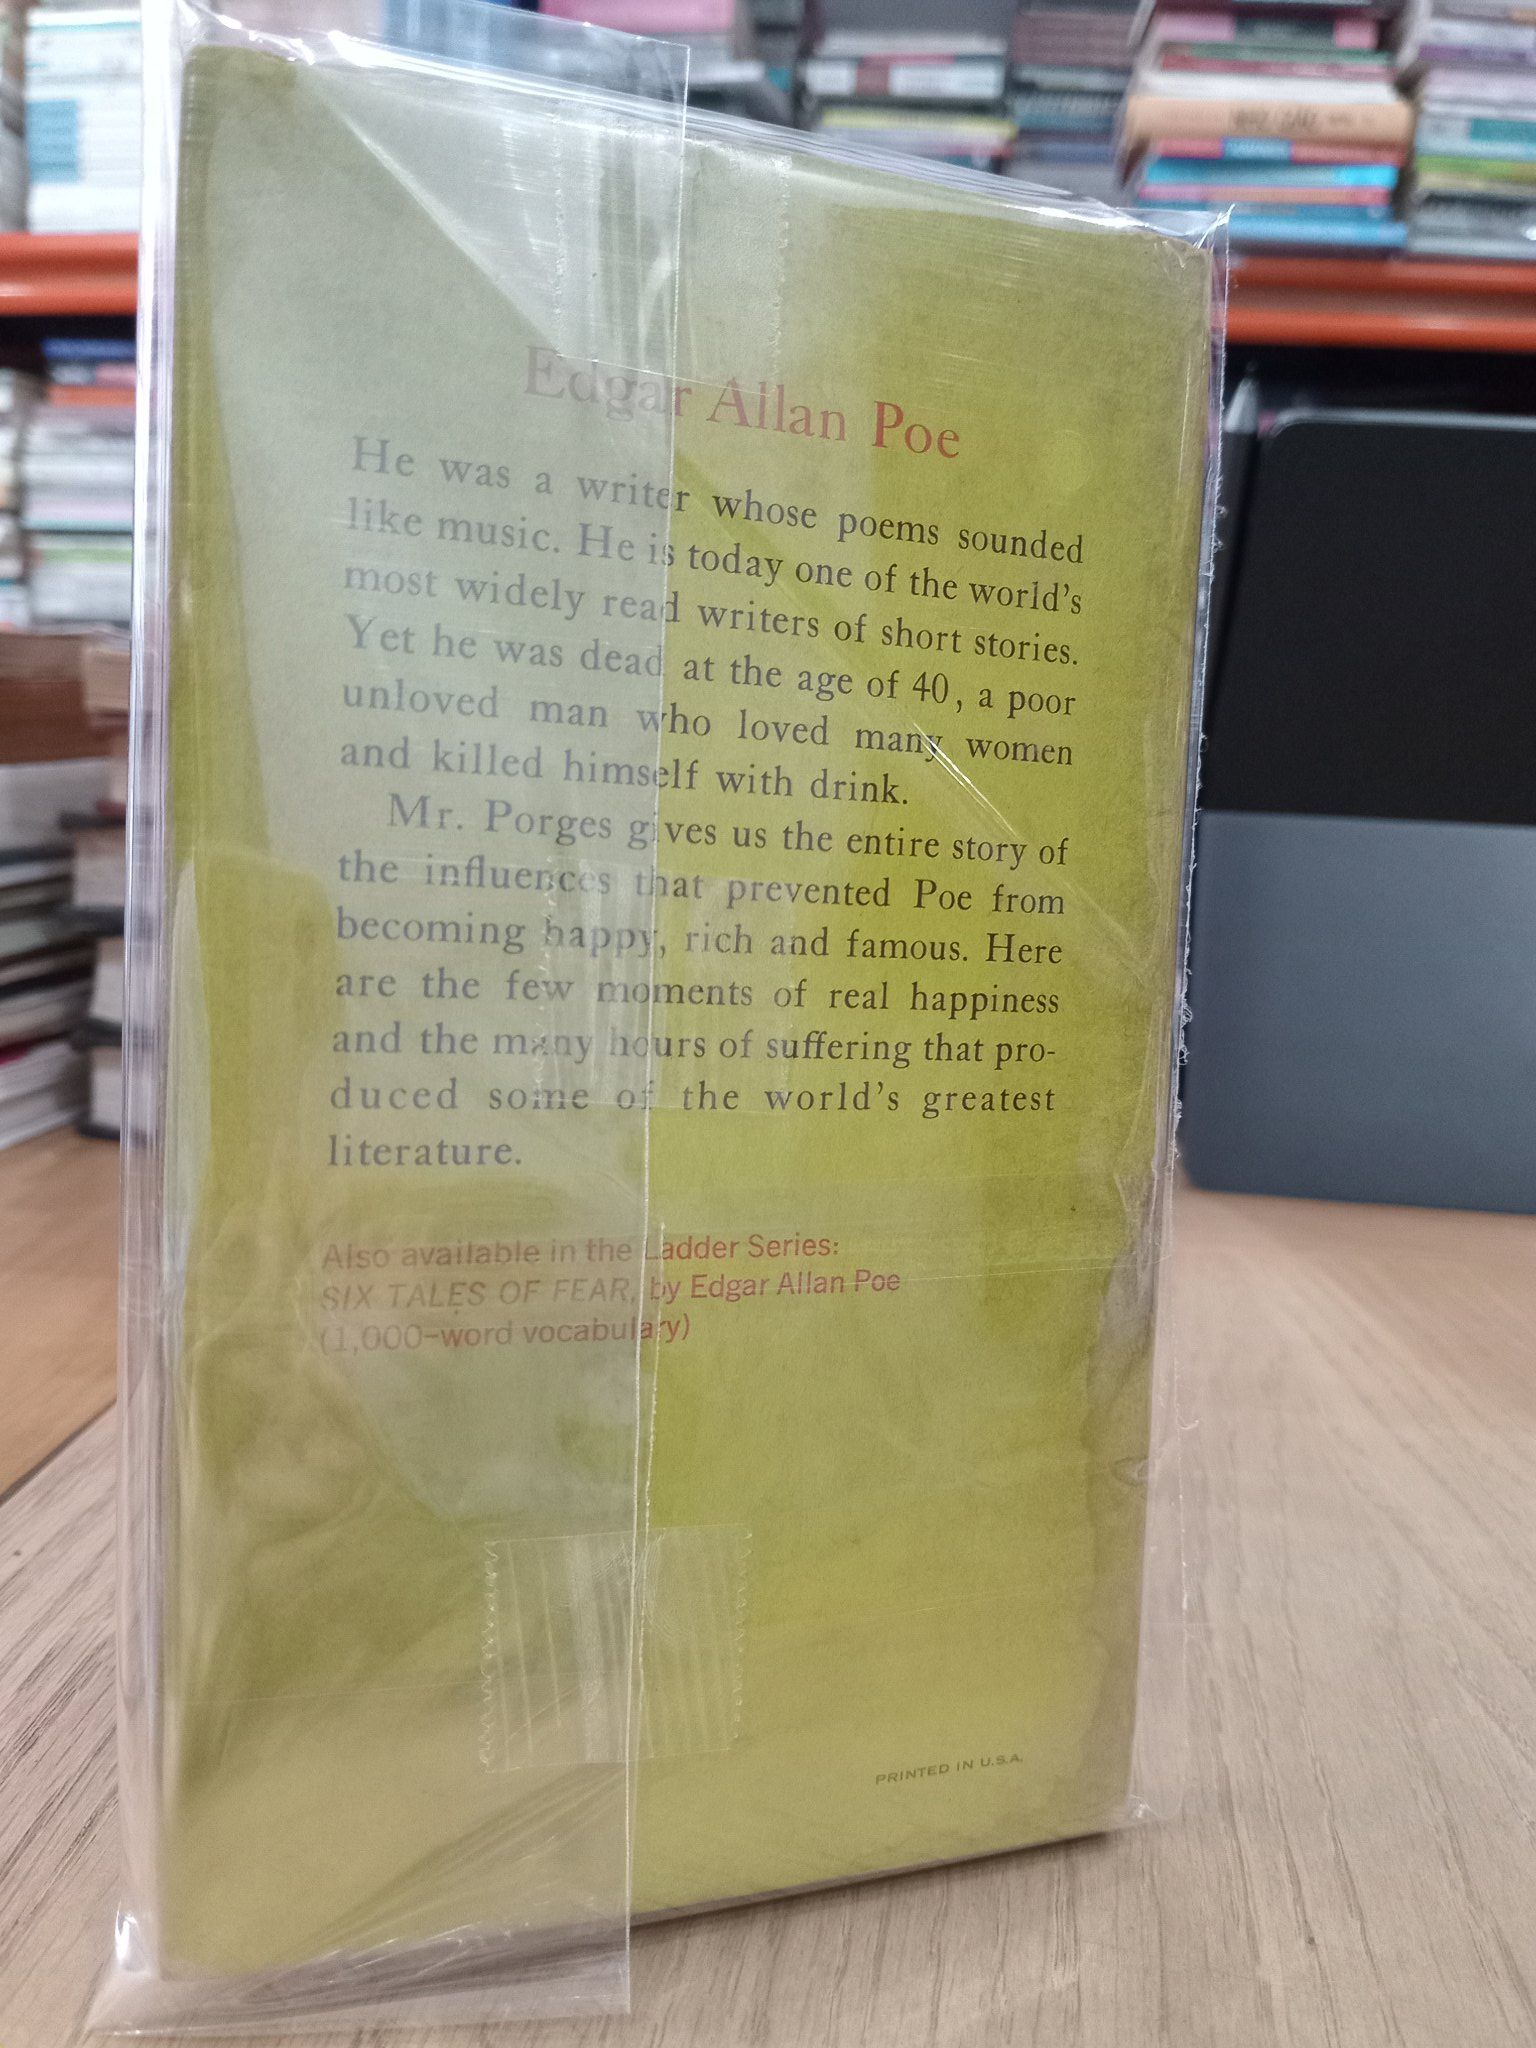 Edgar Allan Poe
He was a writer whose poems sounded
like music. He is today one of the world's
most widely read writers of short stories.
Yet he was dead at the age of 40, a poor
unloved man who loved many women
and killed himself with drink.
Mr. Porges gives us the entire story of
the influences that prevented Poe from
becoming happy, rich and famous. Here
are the few moments of real happiness
and the many hours of suffering that pro-
duced some of the world's greatest
literature.
Also available in the Ladder Series:
SIX TALES OF FEAR, by Edgar Allan Poe
(1,000-word vocabulary)
PRINTED IN U.S.A.